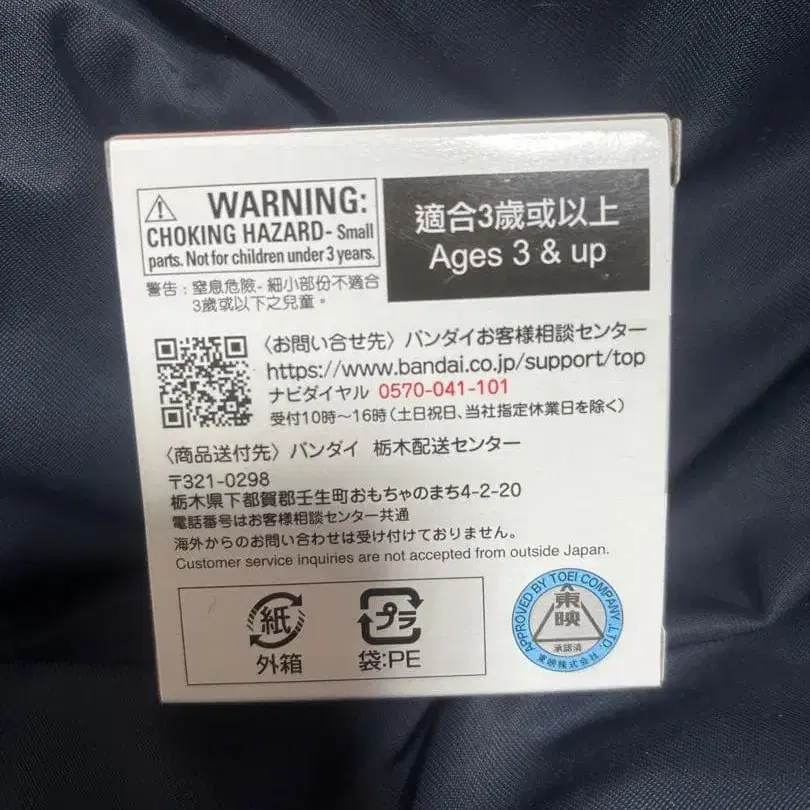 WARNING:
CHOKING HAZARD- Small
parts. Not for children under 3 years.
警告：窒息危險-細小部份不適合
3歲或以下之兒童。
適合3歲或以上
Ages 3 & up
〈お問い合せ先〉バンダイお客様相談センター
https://www.bandai.co.jp/support/top
ナビダイヤル 0570-041-101
受付10時〜16時（土日祝日、当社指定休業日を除く）
〈商品送付先〉バンダイ 栃木配送センター
〒321-0298
栃木県下都賀郡壬生町おもちゃのまち4-2-20
電話番号はお客様相談センター共通
海外からのお問い合わせは受け付けておりません。
Customer service inquiries are not accepted from outside Japan.
紙
外箱
プラ
袋:PE
APPROVED BY TOEI COMPANY, LTD.
東映
承認済
東映株式会社